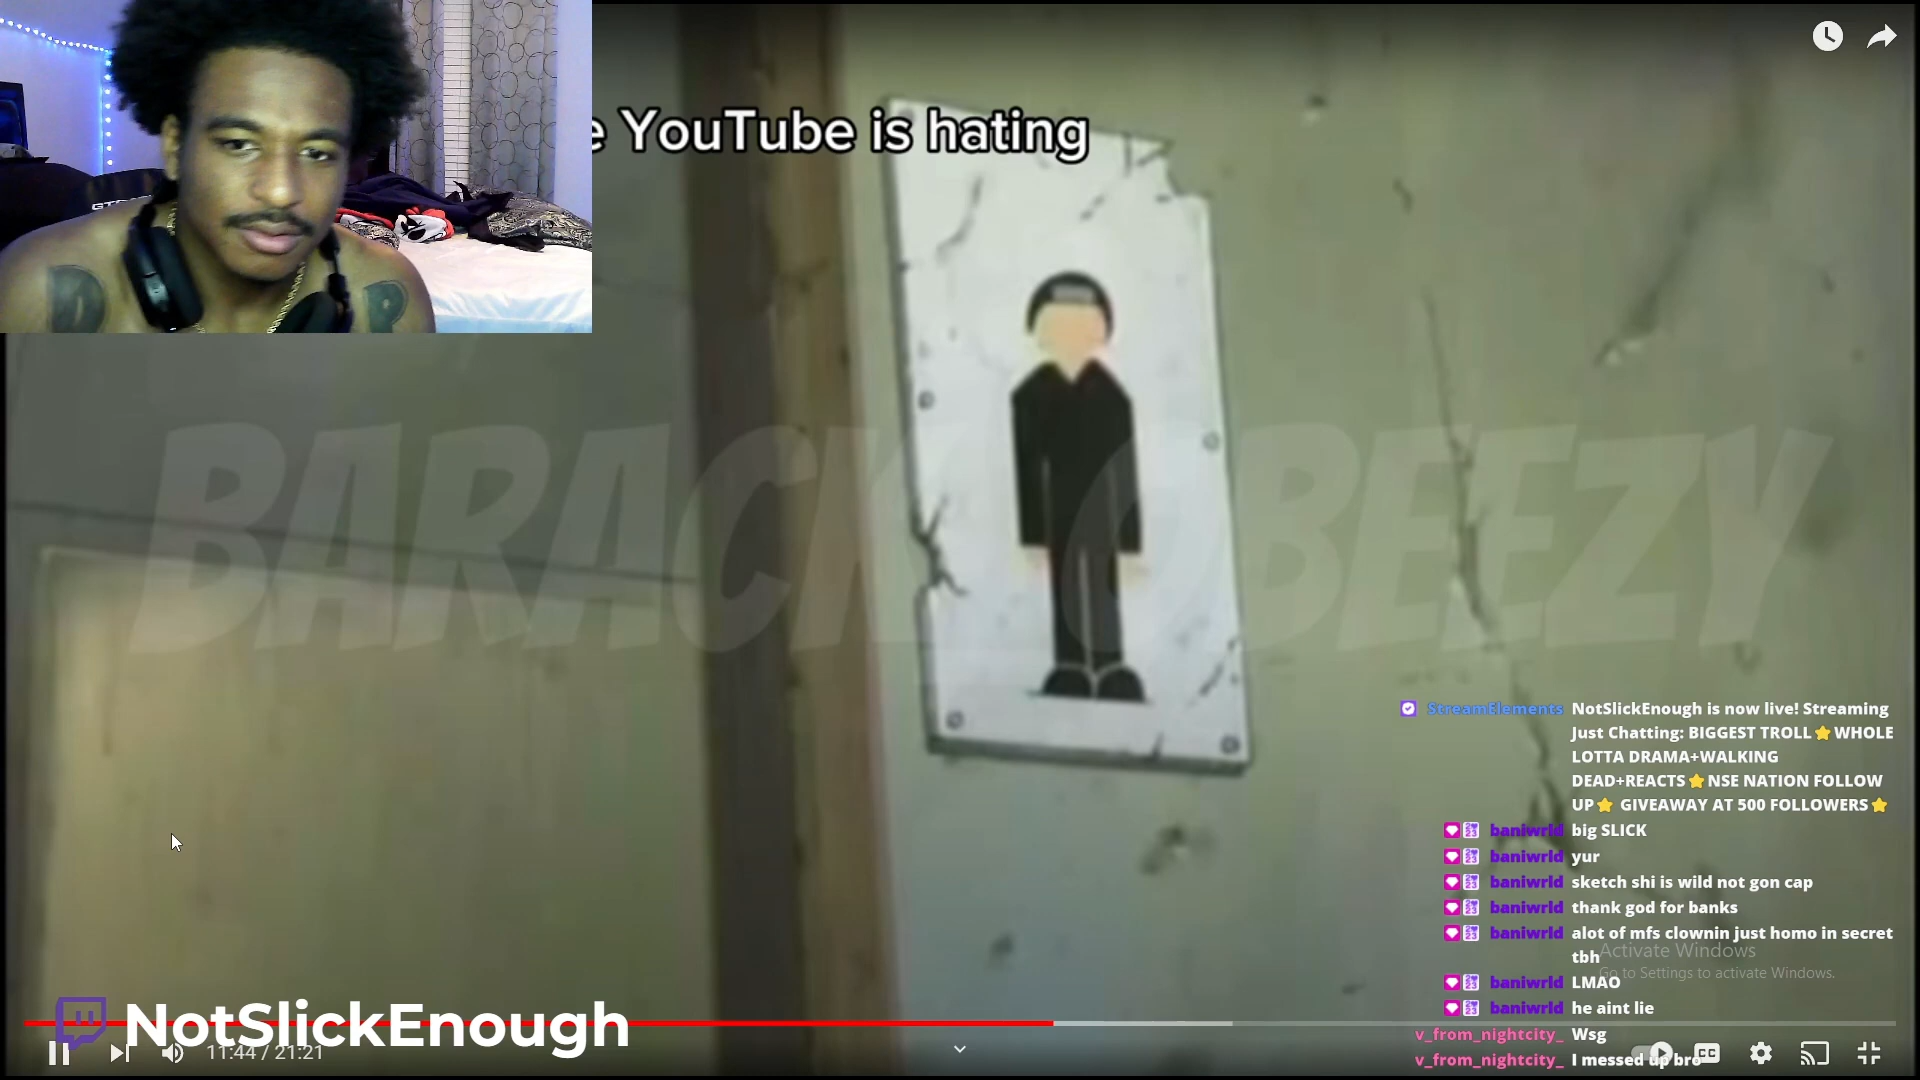 e YouTube is hating
GT
D
R
BARACK OBEEZY
StreamElements NotSlickEnough is now live! Streaming
Just Chatting: BIGGEST TROLL⭐WHOLE
LOTTA DRAMA+WALKING
DEAD+REACTS⭐NSE NATION FOLLOW
UP⭐ GIVEAWAY AT 500 FOLLOWERS⭐
baniwrld big SLICK
baniwrld yur
baniwrld sketch shi is wild not gon cap
baniwrld thank god for banks
baniwrld alot of mfs clownin just homo in secret
tbh
Activate Windows
Go to Settings to activate Windows.
baniwrld LMAO
baniwrld he aint lie
v_from_nightcity_ Wsg
v_from_nightcity_ I messed up bro
NotSlickEnough
11:44 / 21:21
CC